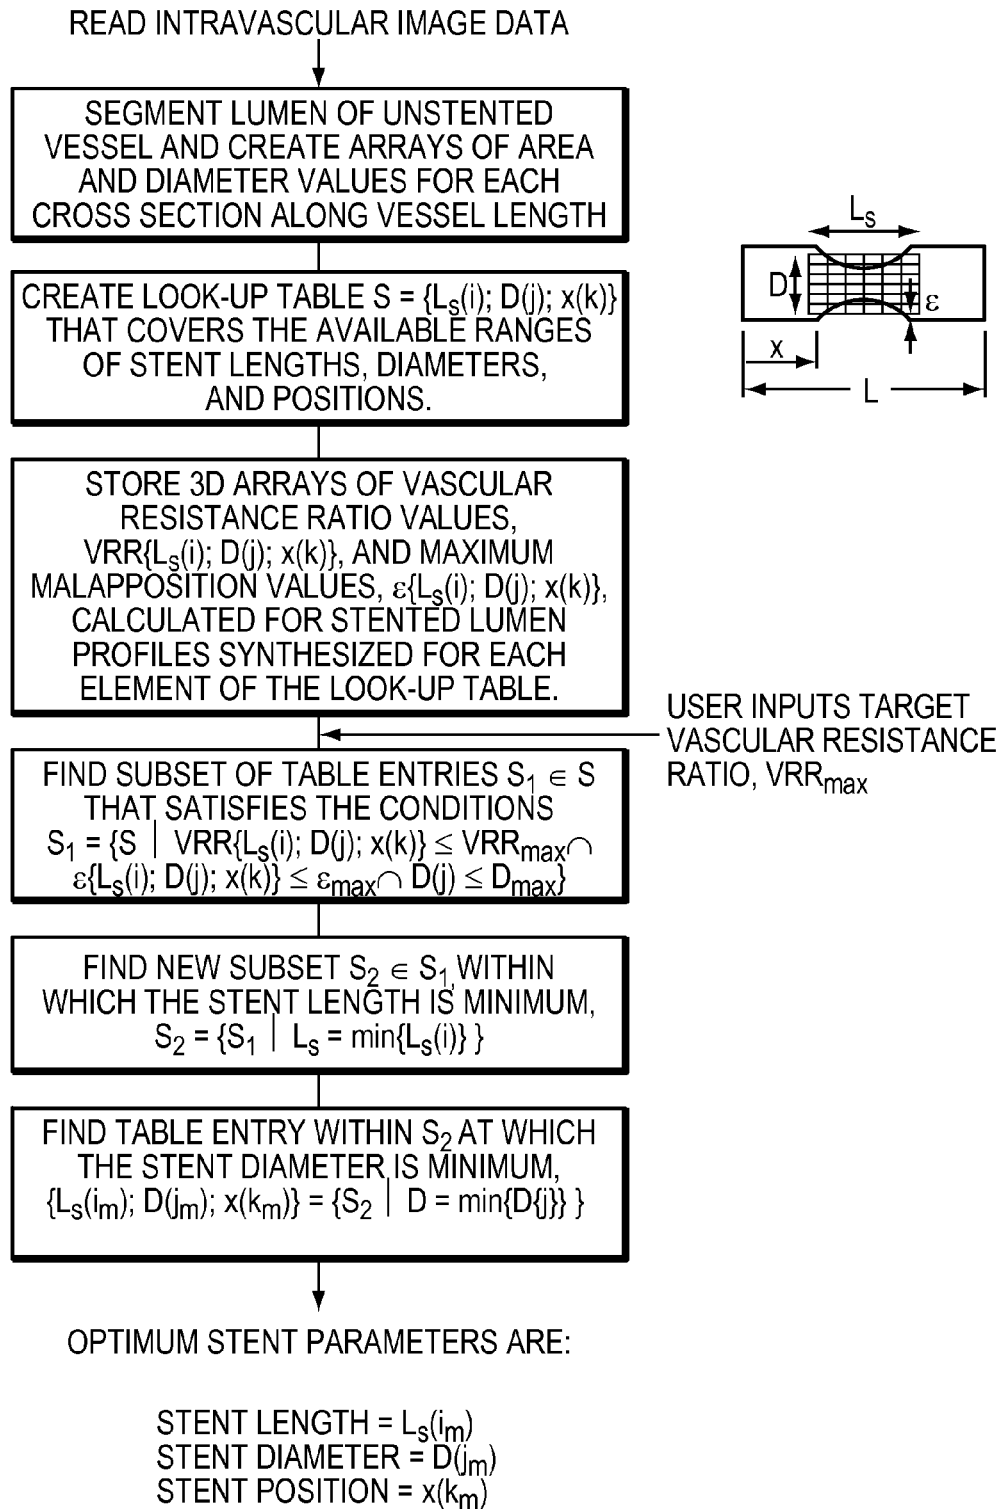 READ INTRAVASCULAR IMAGE DATA
SEGMENT LUMEN OF UNSTENTED
VESSEL AND CREATE ARRAYS OF AREA
AND DIAMETER VALUES FOR EACH
CROSS SECTION ALONG VESSEL LENGTH
CREATE LOOK-UP TABLE S = {Ls(i); D(j); x(k)}
THAT COVERS THE AVAILABLE RANGES
OF STENT LENGTHS, DIAMETERS,
AND POSITIONS.
Ls
D
ε
x
L
STORE 3D ARRAYS OF VASCULAR
RESISTANCE RATIO VALUES,
VRR{Ls(i); D(j); x(k)}, AND MAXIMUM
MALAPPOSITION VALUES, ε{Ls(i); D(j); x(k)},
CALCULATED FOR STENTED LUMEN
PROFILES SYNTHESIZED FOR EACH
ELEMENT OF THE LOOK-UP TABLE.
USER INPUTS TARGET
VASCULAR RESISTANCE
RATIO, VRRmax
FIND SUBSET OF TABLE ENTRIES S1 ∈ S
THAT SATISFIES THE CONDITIONS
S1 = {S | VRR{Ls(i); D(j); x(k)} ≤ VRRmax∩
ε{Ls(i); D(j); x(k)} ≤ εmax∩ D(j) ≤ Dmax}
FIND NEW SUBSET S2 ∈ S1, WITHIN
WHICH THE STENT LENGTH IS MINIMUM,
S2 = {S1 | Ls = min{Ls(i)} }
FIND TABLE ENTRY WITHIN S2 AT WHICH
THE STENT DIAMETER IS MINIMUM,
{Ls(im); D(jm); x(km)} = {S2 | D = min{D{j}} }
OPTIMUM STENT PARAMETERS ARE:
STENT LENGTH = Ls(im)
STENT DIAMETER = D(jm)
STENT POSITION = x(km)